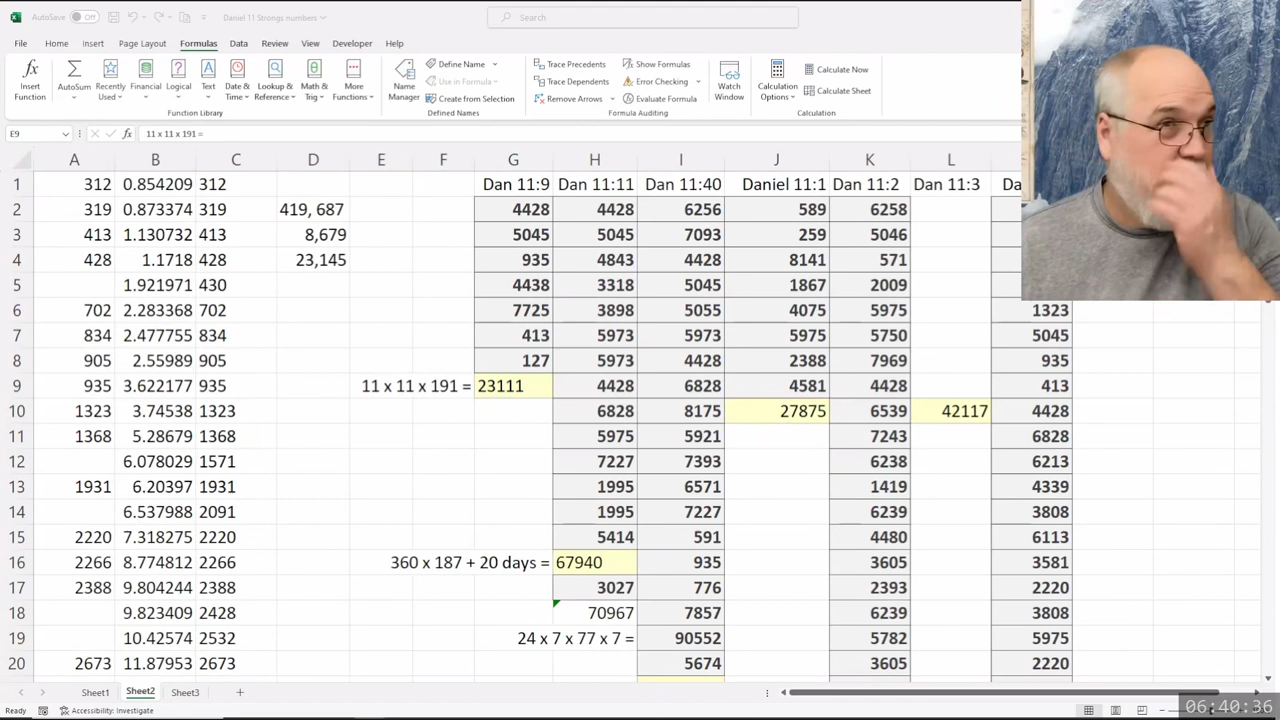 AutoSave Off Daniel 11 Strongs numbers Search
File Home Insert Page Layout Formulas Data Review View Developer Help
Insert Function
AutoSum
Recently Used
Financial
Logical
Text
Date & Time
Lookup & Reference
Math & Trig
More Functions
Function Library
Name Manager
Define Name
Use in Formula
Create from Selection
Defined Names
Trace Precedents
Trace Dependents
Remove Arrows
Show Formulas
Error Checking
Evaluate Formula
Formula Auditing
Watch Window
Calculation Options
Calculate Now
Calculate Sheet
Calculation
E9 fx 11 x 11 x 191 =
A B C D E F G H I J K L
1 312 0.854209 312 Dan 11:9 Dan 11:11 Dan 11:40 Daniel 11:1 Dan 11:2 Dan 11:3
2 319 0.873374 319 419, 687 4428 4428 6256 589 6258
3 413 1.130732 413 8,679 5045 5045 7093 259 5046
4 428 1.1718 428 23,145 935 4843 4428 8141 571
5 1.921971 430 4438 3318 5045 1867 2009
6 702 2.283368 702 7725 3898 5055 4075 5975 1323
7 834 2.477755 834 413 5973 5973 5975 5750 5045
8 905 2.55989 905 127 5973 4428 2388 7969 935
9 935 3.622177 935 11 x 11 x 191 = 23111 4428 6828 4581 4428 413
10 1323 3.74538 1323 6828 8175 27875 6539 42117 4428
11 1368 5.28679 1368 5975 5921 7243 6828
12 6.078029 1571 7227 7393 6238 6213
13 1931 6.20397 1931 1995 6571 1419 4339
14 6.537988 2091 1995 7227 6239 3808
15 2220 7.318275 2220 5414 591 4480 6113
16 2266 8.774812 2266 360 x 187 + 20 days = 67940 935 3605 3581
17 2388 9.804244 2388 3027 776 2393 2220
18 9.823409 2428 70967 7857 6239 3808
19 10.42574 2532 24 x 7 x 77 x 7 = 90552 5782 5975
20 2673 11.87953 2673 5674 3605 2220
Sheet1 Sheet2 Sheet3
Ready Accessibility: Investigate
06:40:36